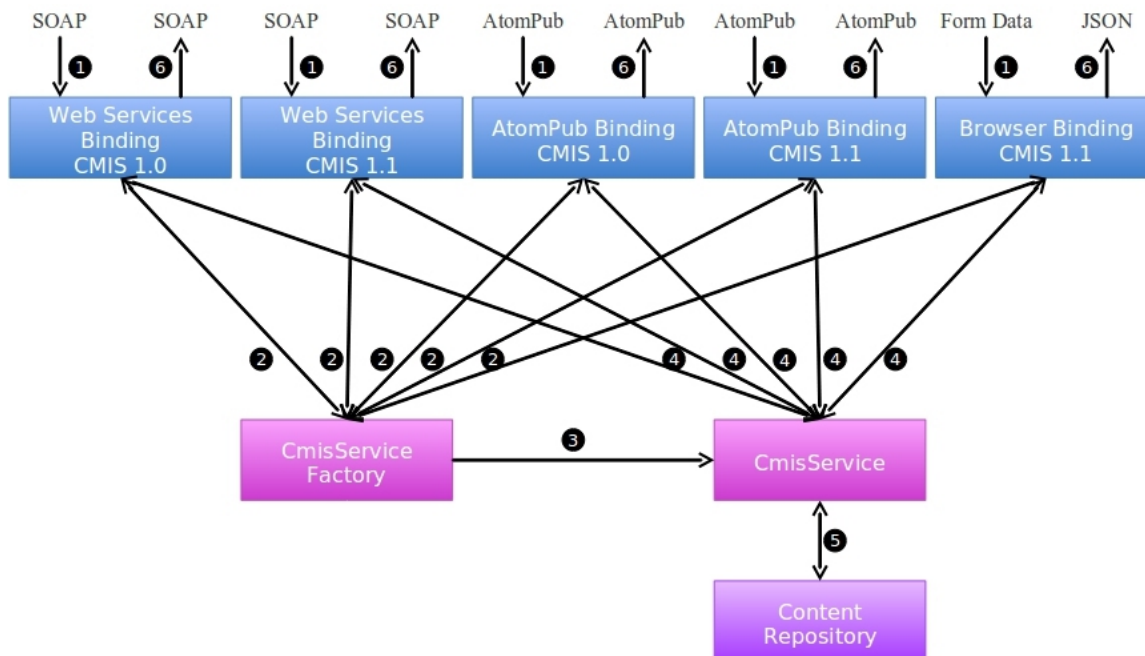 SOAP SOAP SOAP SOAP AtomPub AtomPub AtomPub AtomPub Form Data JSON
1 6 1 6 1 6 1 6 1 6
Web Services
Binding
CMIS 1.0
Web Services
Binding
CMIS 1.1
AtomPub Binding
CMIS 1.0
AtomPub Binding
CMIS 1.1
Browser Binding
CMIS 1.1
2 2 2 2 2 4 4 4 4 4
CmisService
Factory
3
CmisService
5
Content
Repository